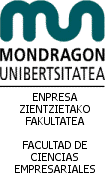 MONDRAGON
UNIBERTSITATEA
ENPRESA
ZIENTZIETAKO
FAKULTATEA
FACULTAD DE
CIENCIAS
EMPRESARIALES